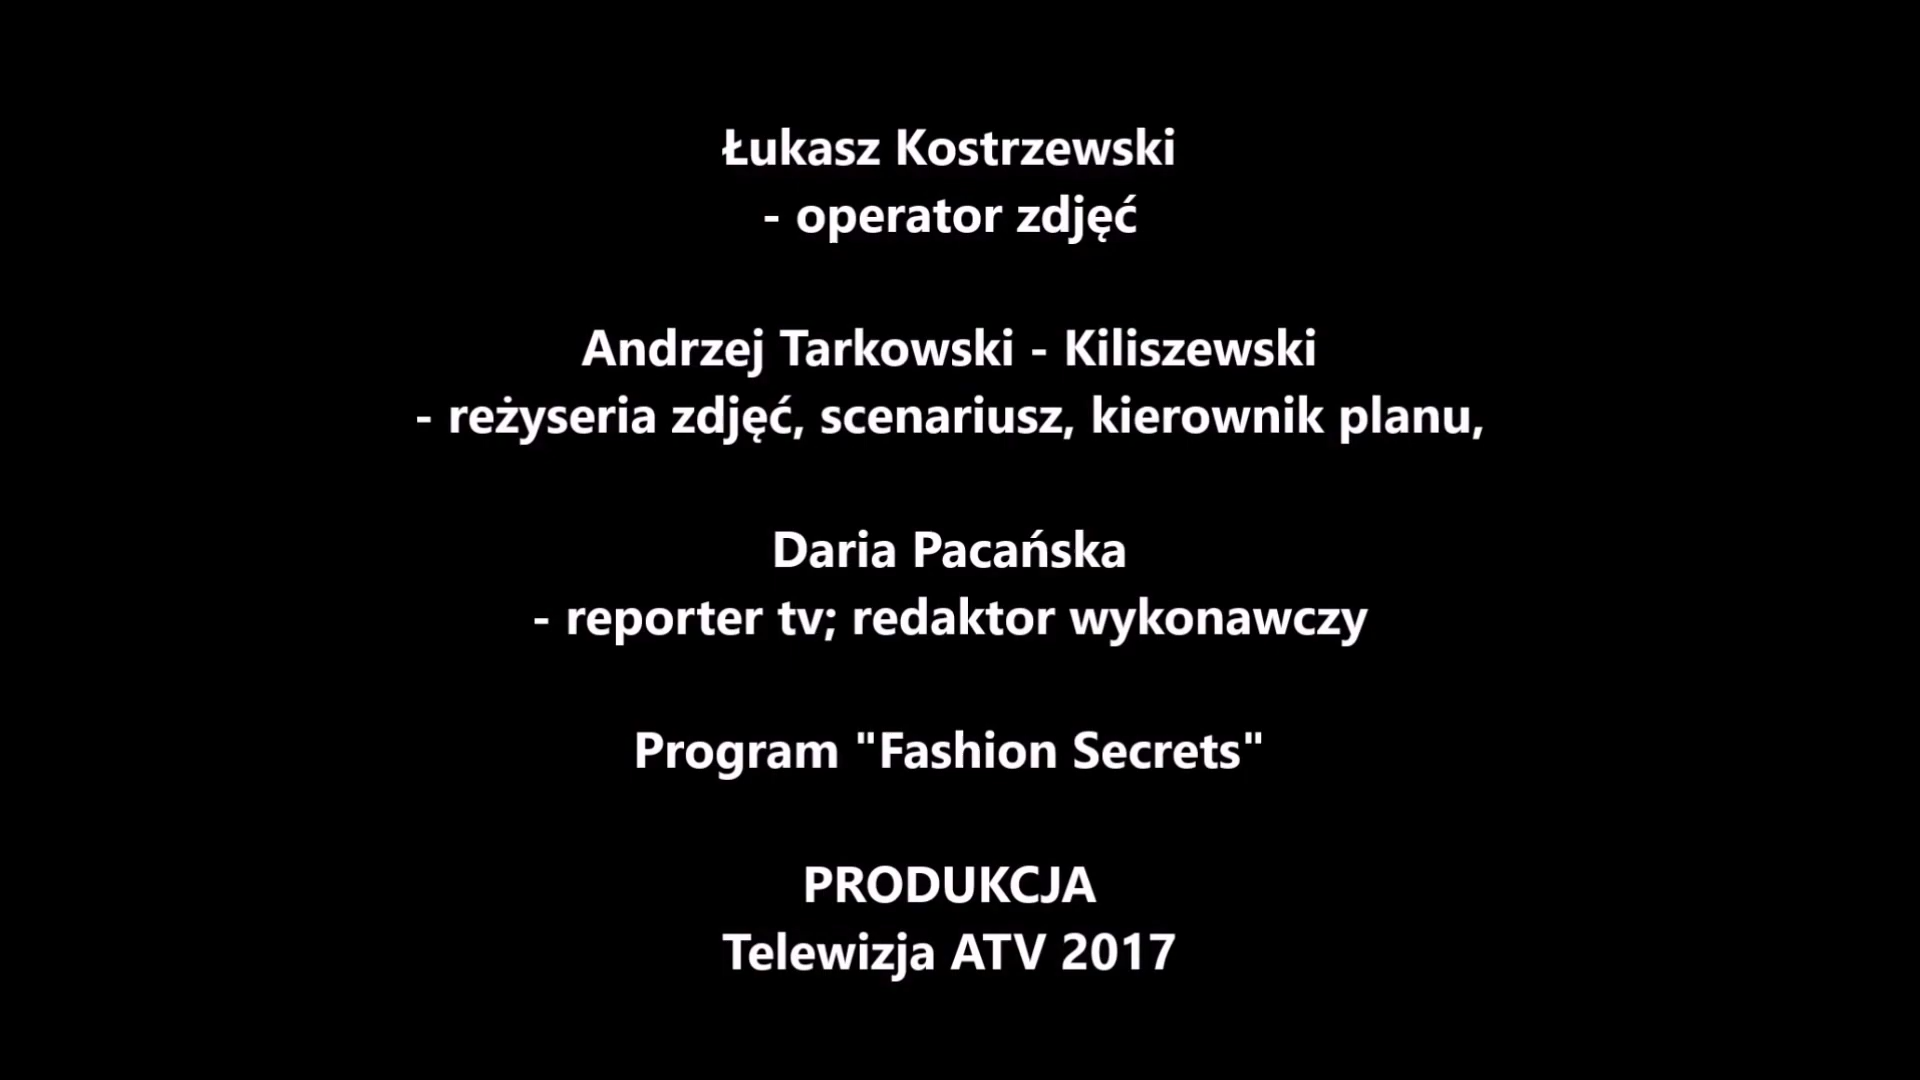 Łukasz Kostrzewski
- operator zdjęć
Andrzej Tarkowski - Kiliszewski
- reżyseria zdjęć, scenariusz, kierownik planu,
Daria Pacańska
- reporter tv; redaktor wykonawczy
Program "Fashion Secrets"
PRODUKCJA
Telewizja ATV 2017